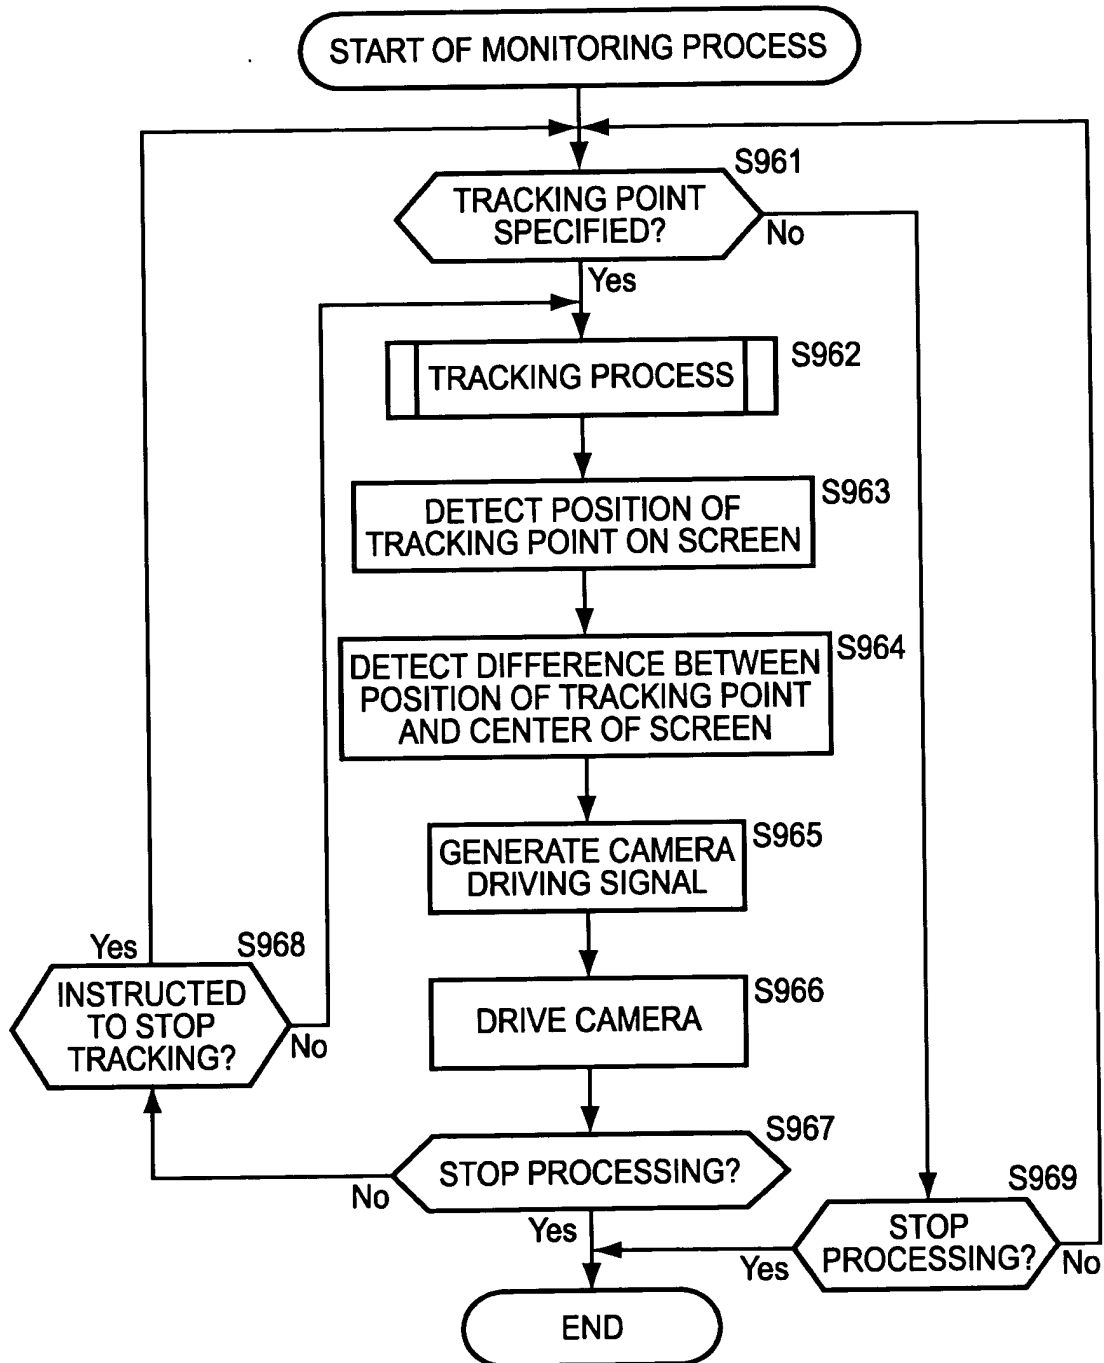 START OF MONITORING PROCESS
S961
TRACKING POINT
SPECIFIED?
No
Yes
S962
TRACKING PROCESS
S963
DETECT POSITION OF
TRACKING POINT ON SCREEN
S964
DETECT DIFFERENCE BETWEEN
POSITION OF TRACKING POINT
AND CENTER OF SCREEN
S965
GENERATE CAMERA
DRIVING SIGNAL
Yes
S968
INSTRUCTED
TO STOP
TRACKING?
No
S966
DRIVE CAMERA
S967
STOP PROCESSING?
No
Yes
S969
STOP
PROCESSING?
Yes
No
END